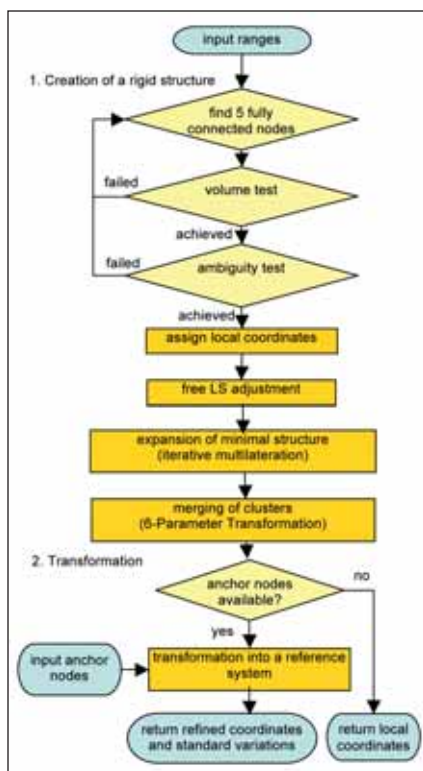 input ranges
1. Creation of a rigid structure
find 5 fully
connected nodes
failed
volume test
achieved
failed
ambiguity test
achieved
assign local coordinates
free LS adjustment
expansion of minimal structure
(iterative multilateration)
merging of clusters
(6-Parameter Transformation)
2. Transformation
anchor nodes
available?
no
yes
input anchor
nodes
transformation into a reference
system
return refined coordinates
and standard variations
return local
coordinates